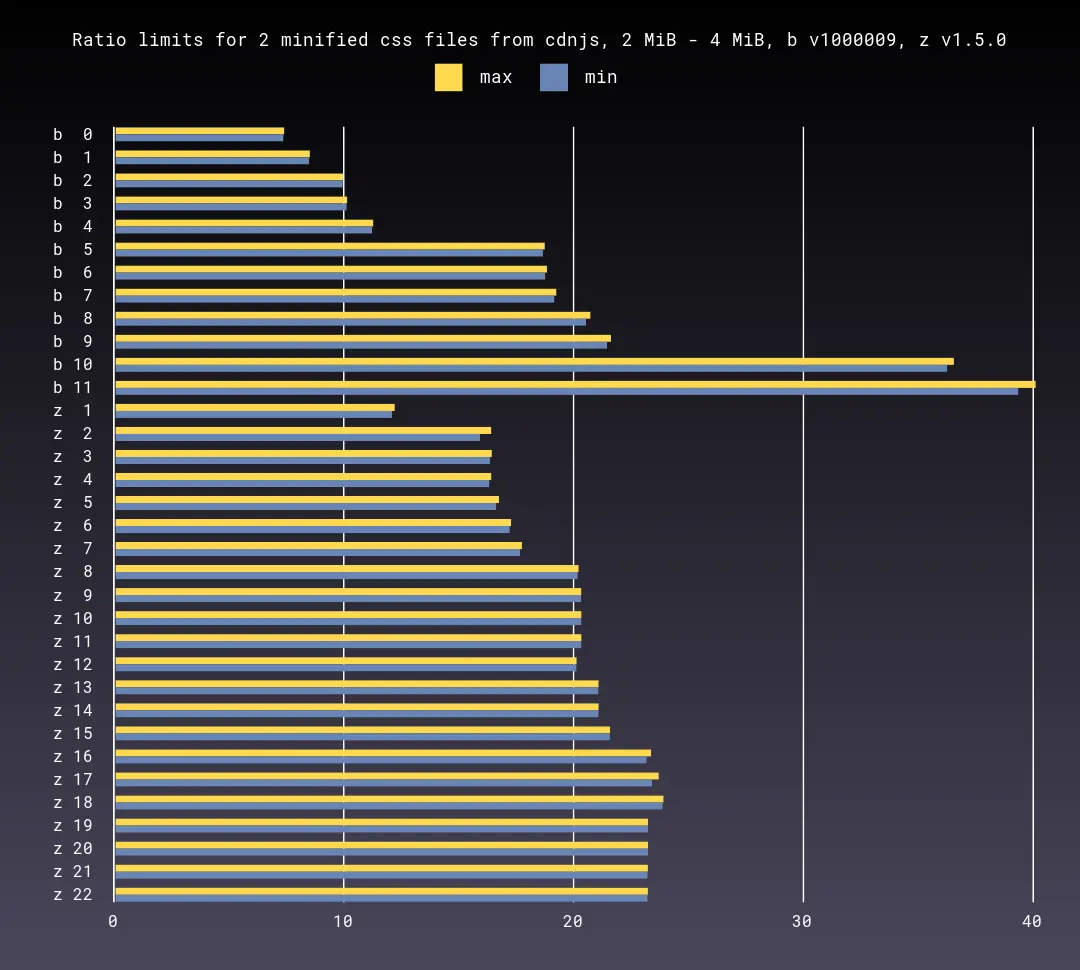 Ratio limits for 2 minified css files from cdnjs, 2 MiB - 4 MiB, b v1000009, z v1.5.0
max min
b 0
b 1
b 2
b 3
b 4
b 5
b 6
b 7
b 8
b 9
b 10
b 11
z 1
z 2
z 3
z 4
z 5
z 6
z 7
z 8
z 9
z 10
z 11
z 12
z 13
z 14
z 15
z 16
z 17
z 18
z 19
z 20
z 21
z 22
0 10 20 30 40